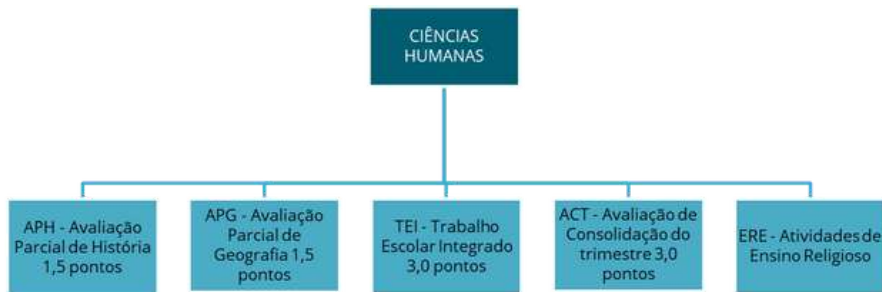 CIÊNCIAS
HUMANAS
APH - Avaliação
Parcial de História
1,5 pontos
APG - Avaliação
Parcial de
Geografia 1,5
pontos
TEI - Trabalho
Escolar Integrado
3,0 pontos
ACT - Avaliação de
Consolidação do
trimestre 3,0
pontos
ERE - Atividades de
Ensino Religioso